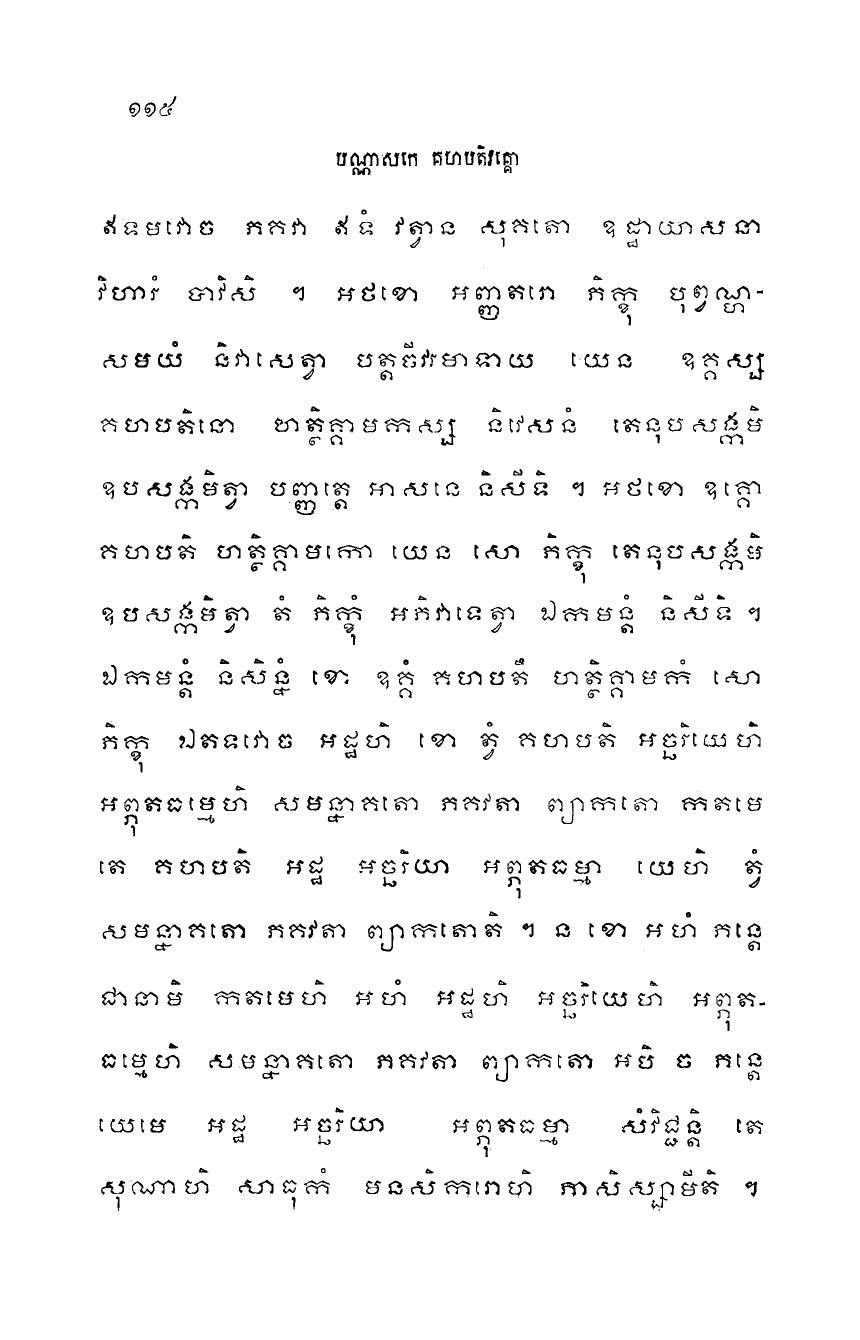 ១១៥
បណ្ណាសកេ គហបតិវគ្គោ
ឥទមវោច ភគវា ឥទំ វត្វាន សុគតោ ឧដ្ឋាយាសនា
វិហារំ បាវិសិ ។ អថខោ អញ្ញតរោ ភិក្ខុ បុព្វណ្ហ-
សមយំ និវាសេត្វា បត្តចីវរមាទាយ យេន ឧគ្គស្ស
គហបតិនោ ហត្ថិគ្គាមកស្ស និវេសនំ តេនុបសង្កមិ
ឧបសង្កមិត្វា បញ្ញត្តេ អាសនេ និសីទិ ។ អថខោ ឧគ្គោ
គហបតិ ហត្ថិគ្គាមកោ យេន សោ ភិក្ខុ តេនុបសង្កមិ
ឧបសង្កមិត្វា តំ ភិក្ខុំ អភិវាទេត្វា ឯកមន្តំ និសីទិ ។
ឯកមន្តំ និសិន្នំ ខោ ឧគ្គំ គហបតឹ ហត្ថិគ្គាមកំ សោ
ភិក្ខុ ឯតទវោច អដ្ឋហិ ខោ ត្វំ គហបតិ អច្ឆរិយេហិ
អព្ភុតធម្មេហិ សមន្នាគតោ ភគវតា ព្យាកតោ កតមេ
តេ គហបតិ អដ្ឋ អច្ឆរិយា អព្ភុតធម្មា យេហិ ត្វំ
សមន្នាគតោ ភគវតា ព្យាកតោតិ ។ ន ខោ អហំ ភន្តេ
ជានាមិ កតមេហិ អហំ អដ្ឋហិ អច្ឆរិយេហិ អព្ភុត-
ធម្មេហិ សមន្នាគតោ ភគវតា ព្យាកតោ អបិ ច ភន្តេ
យេមេ អដ្ឋ អច្ឆរិយា អព្ភុតធម្មា សំវិជ្ជន្តិ តេ
សុណាហិ សាធុកំ មនសិករោហិ ភាសិស្សាមីតិ ។